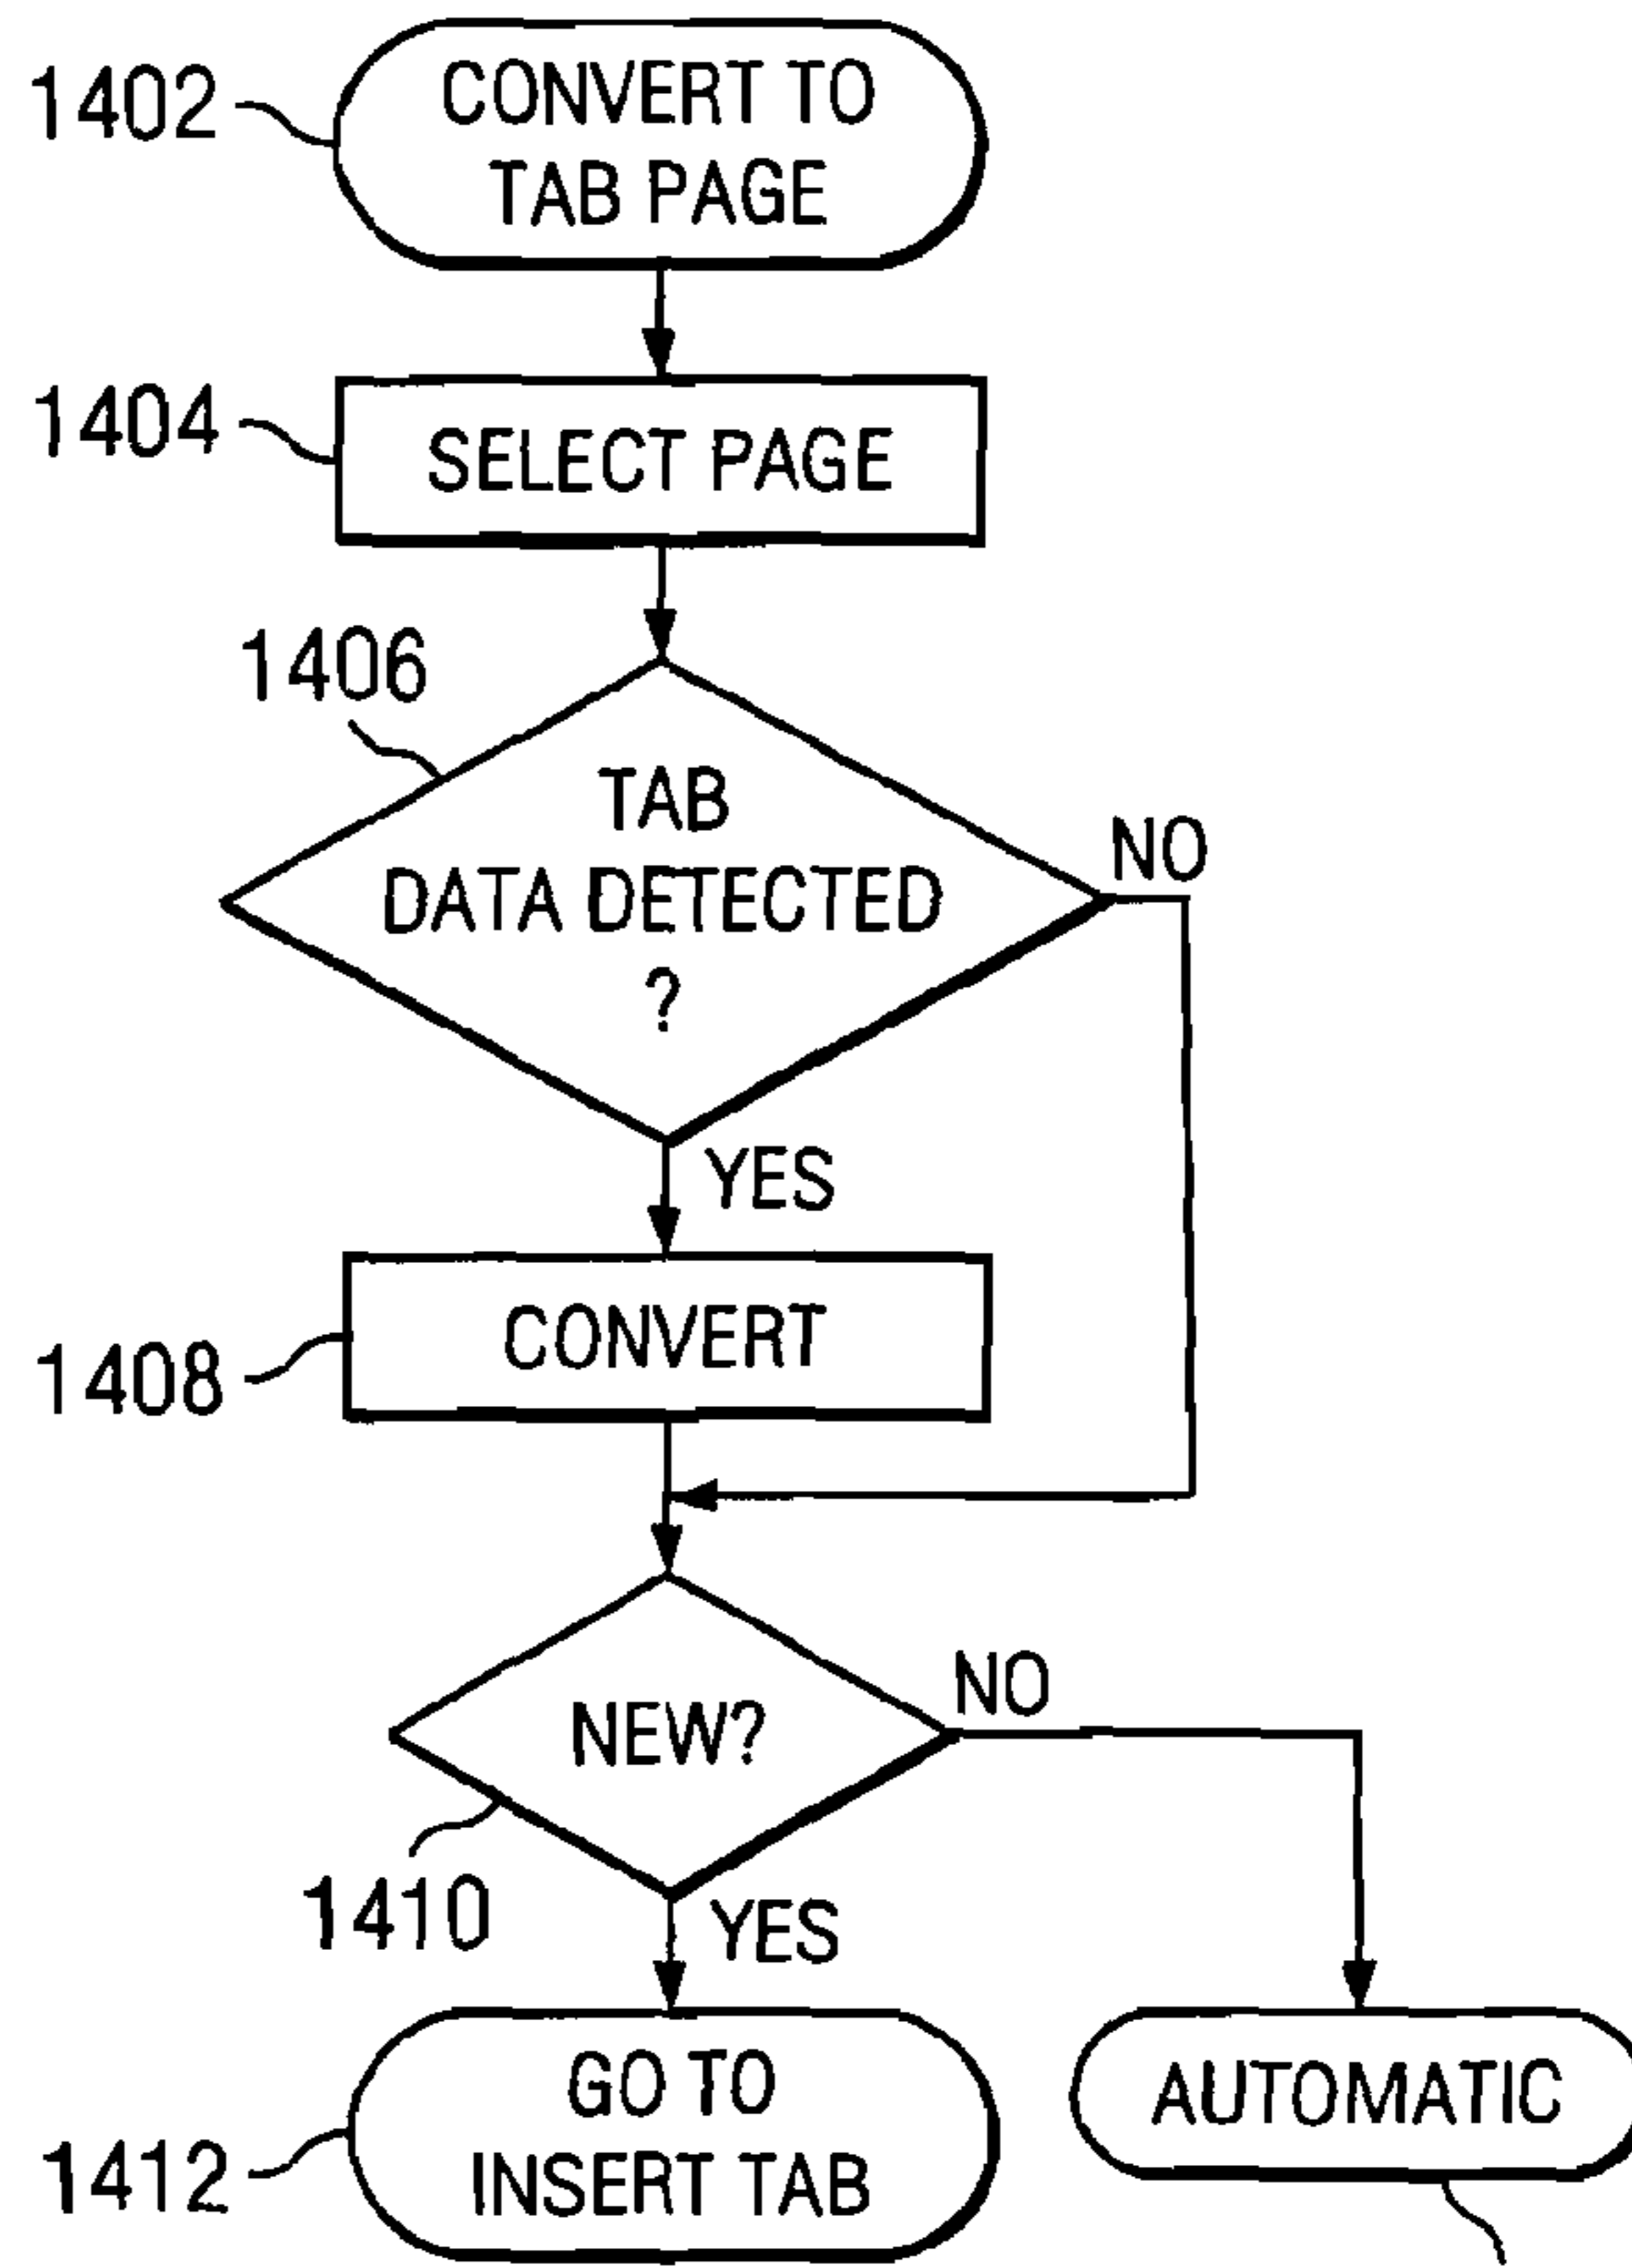 1402
CONVERT TO
TAB PAGE
1404
SELECT PAGE
1406
TAB
DATA DETECTED
?
NO
YES
CONVERT
1408
NEW?
NO
1410
YES
GO TO
INSERT TAB
1412
AUTOMATIC